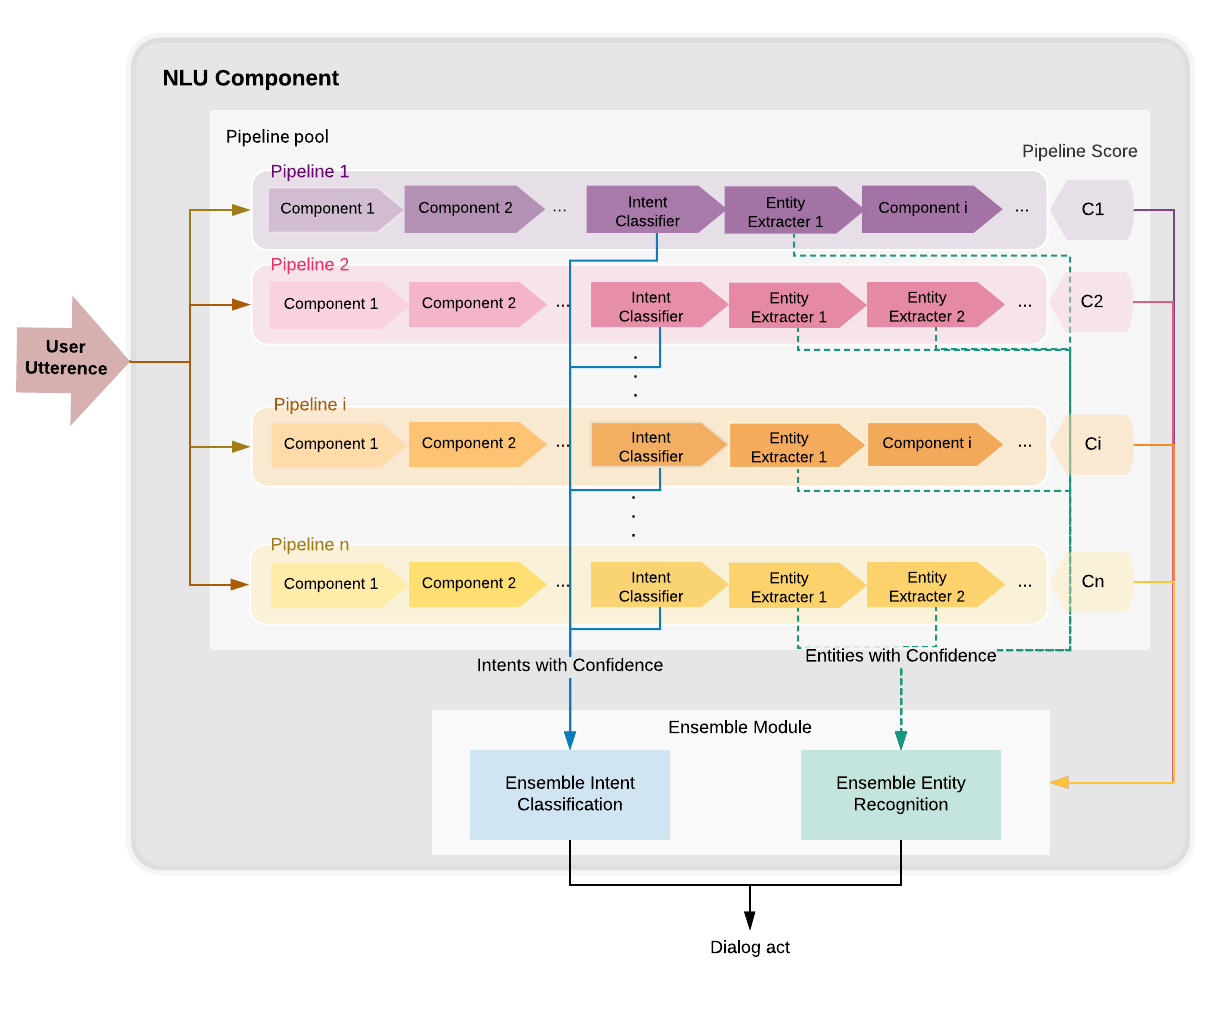 NLU Component
Pipeline pool
Pipeline Score
Pipeline 1
Component 1
Component 2
...
Intent
Classifier
Entity
Extracter 1
Component i
...
C1
Pipeline 2
Component 1
Component 2
...
Intent
Classifier
Entity
Extracter 1
Entity
Extracter 2
...
C2
User
Utterence
.
.
.
Pipeline i
Component 1
Component 2
...
Intent
Classifier
Entity
Extracter 1
Component i
...
Ci
.
.
.
Pipeline n
Component 1
Component 2
...
Intent
Classifier
Entity
Extracter 1
Entity
Extracter 2
...
Cn
Intents with Confidence
Entities with Confidence
Ensemble Module
Ensemble Intent
Classification
Ensemble Entity
Recognition
Dialog act